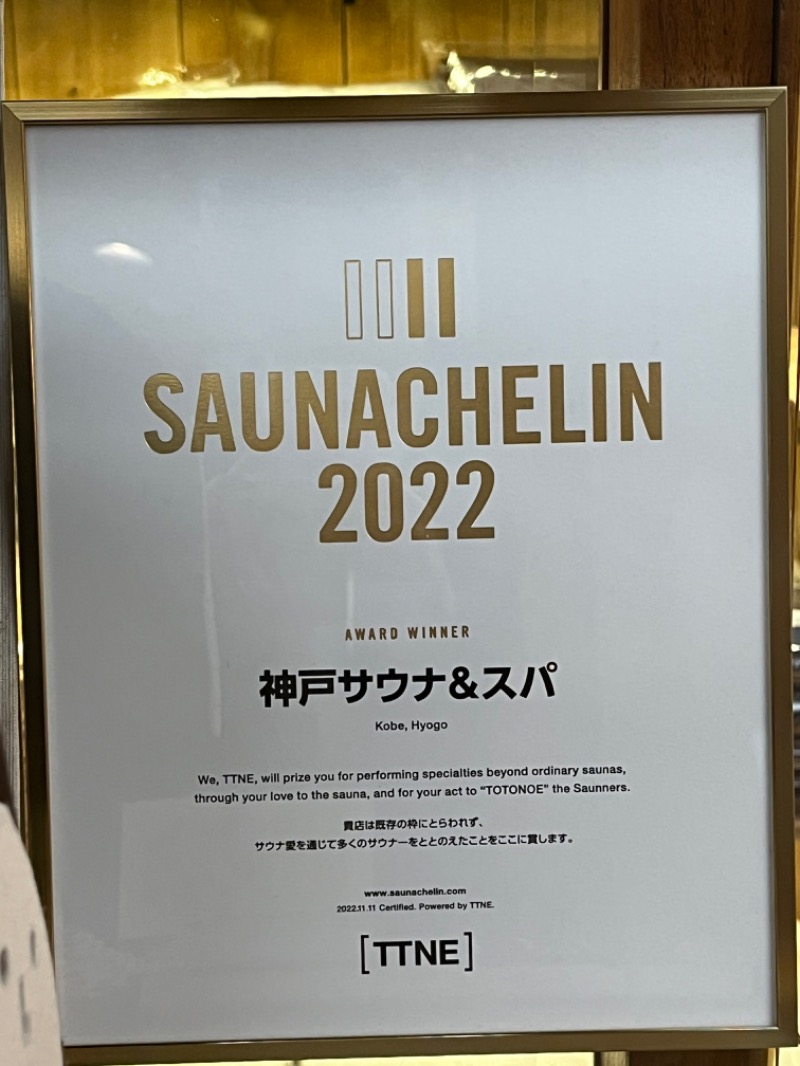 SAUNACHELIN
2022
AWARD WINNER
神戸サウナ&スパ
Kobe, Hyogo
We, TTNE, will prize you for performing specialties beyond ordinary saunas,
through your love to the sauna, and for your act to “TOTONOE” the Saunners.
貴店は既存の枠にとらわれず、
サウナ愛を通じて多くのサウナーをととのえたことをここに賞します。
www.saunachelin.com
2022.11.11 Certified. Powered by TTNE.
[TTNE]